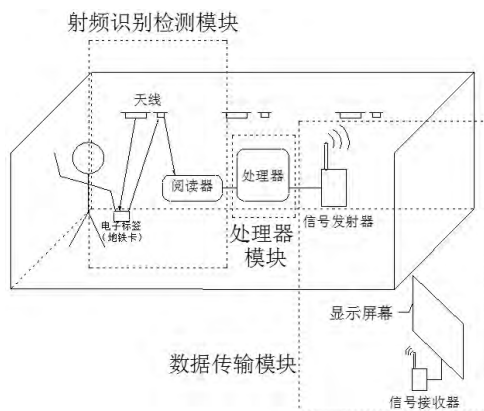 射频识别检测模块
天线
阅读器
处理器
电子标签
（地铁卡）
处理器
模块
信号发射器
显示屏幕
数据传输模块
信号接收器